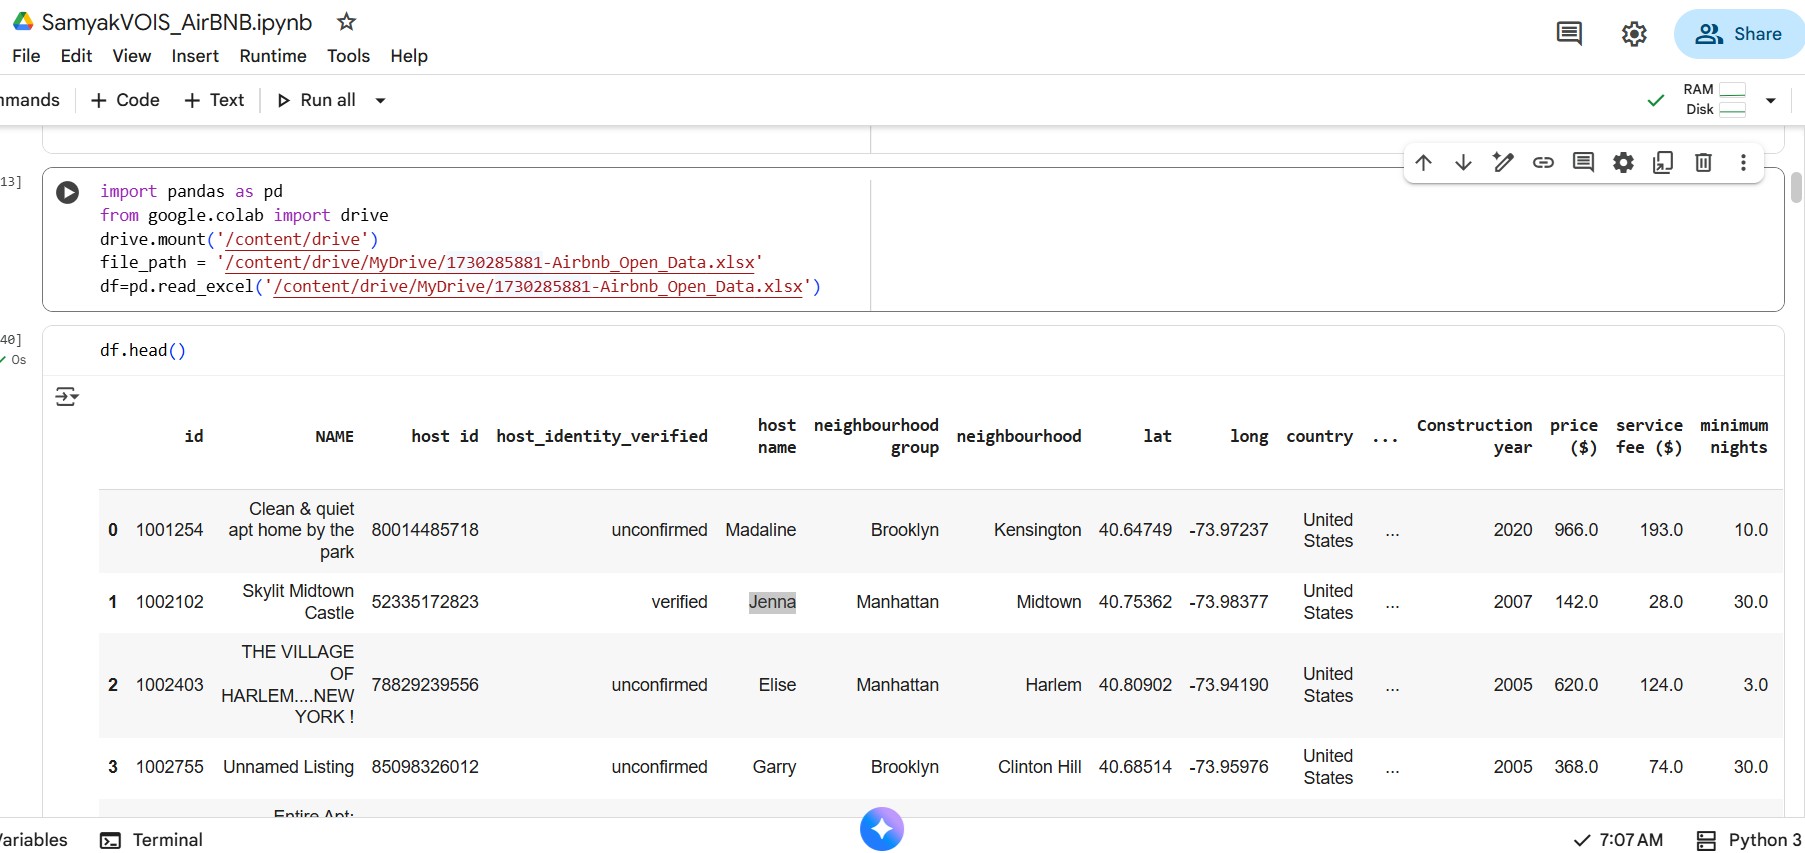 SamyakVOIS_AirBNB.ipynb
File Edit View Insert Runtime Tools Help
Share
mmands + Code + Text Run all
RAM
Disk
13]
import pandas as pd
from google.colab import drive
drive.mount('/content/drive')
file_path = '/content/drive/MyDrive/1730285881-Airbnb_Open_Data.xlsx'
df=pd.read_excel('/content/drive/MyDrive/1730285881-Airbnb_Open_Data.xlsx')
40]
0s
df.head()
id NAME host id host_identity_verified host name neighbourhood group neighbourhood lat long country ... Construction year price ($) service fee ($) minimum nights
0 1001254 Clean & quiet apt home by the park 80014485718 unconfirmed Madaline Brooklyn Kensington 40.64749 -73.97237 United States ... 2020 966.0 193.0 10.0
1 1002102 Skylit Midtown Castle 52335172823 verified Jenna Manhattan Midtown 40.75362 -73.98377 United States ... 2007 142.0 28.0 30.0
2 1002403 THE VILLAGE OF HARLEM....NEW YORK ! 78829239556 unconfirmed Elise Manhattan Harlem 40.80902 -73.94190 United States ... 2005 620.0 124.0 3.0
3 1002755 Unnamed Listing 85098326012 unconfirmed Garry Brooklyn Clinton Hill 40.68514 -73.95976 United States ... 2005 368.0 74.0 30.0
Entire Apt:
Variables Terminal
7:07 AM Python 3